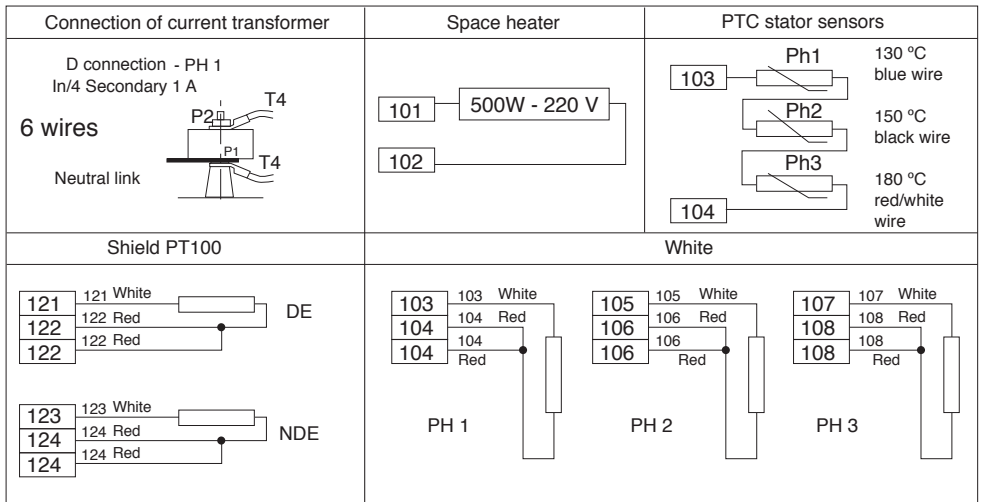 Connection of current transformer
D connection - PH 1
In/4 Secondary 1 A
T4
P2
6 wires
P1
T4
Neutral link
Space heater
101
500W - 220 V
102
PTC stator sensors
Ph1
130 ºC
blue wire
103
Ph2
150 ºC
black wire
Ph3
180 ºC
red/white
wire
104
Shield PT100
121
121 White
DE
122
122 Red
122
122 Red
123
123 White
NDE
124
124 Red
124
124 Red
White
103
103 White
104
104 Red
104
104
Red
PH 1
105
105 White
106
106 Red
106
106
Red
PH 2
107
107 White
108
108 Red
108
108
Red
PH 3